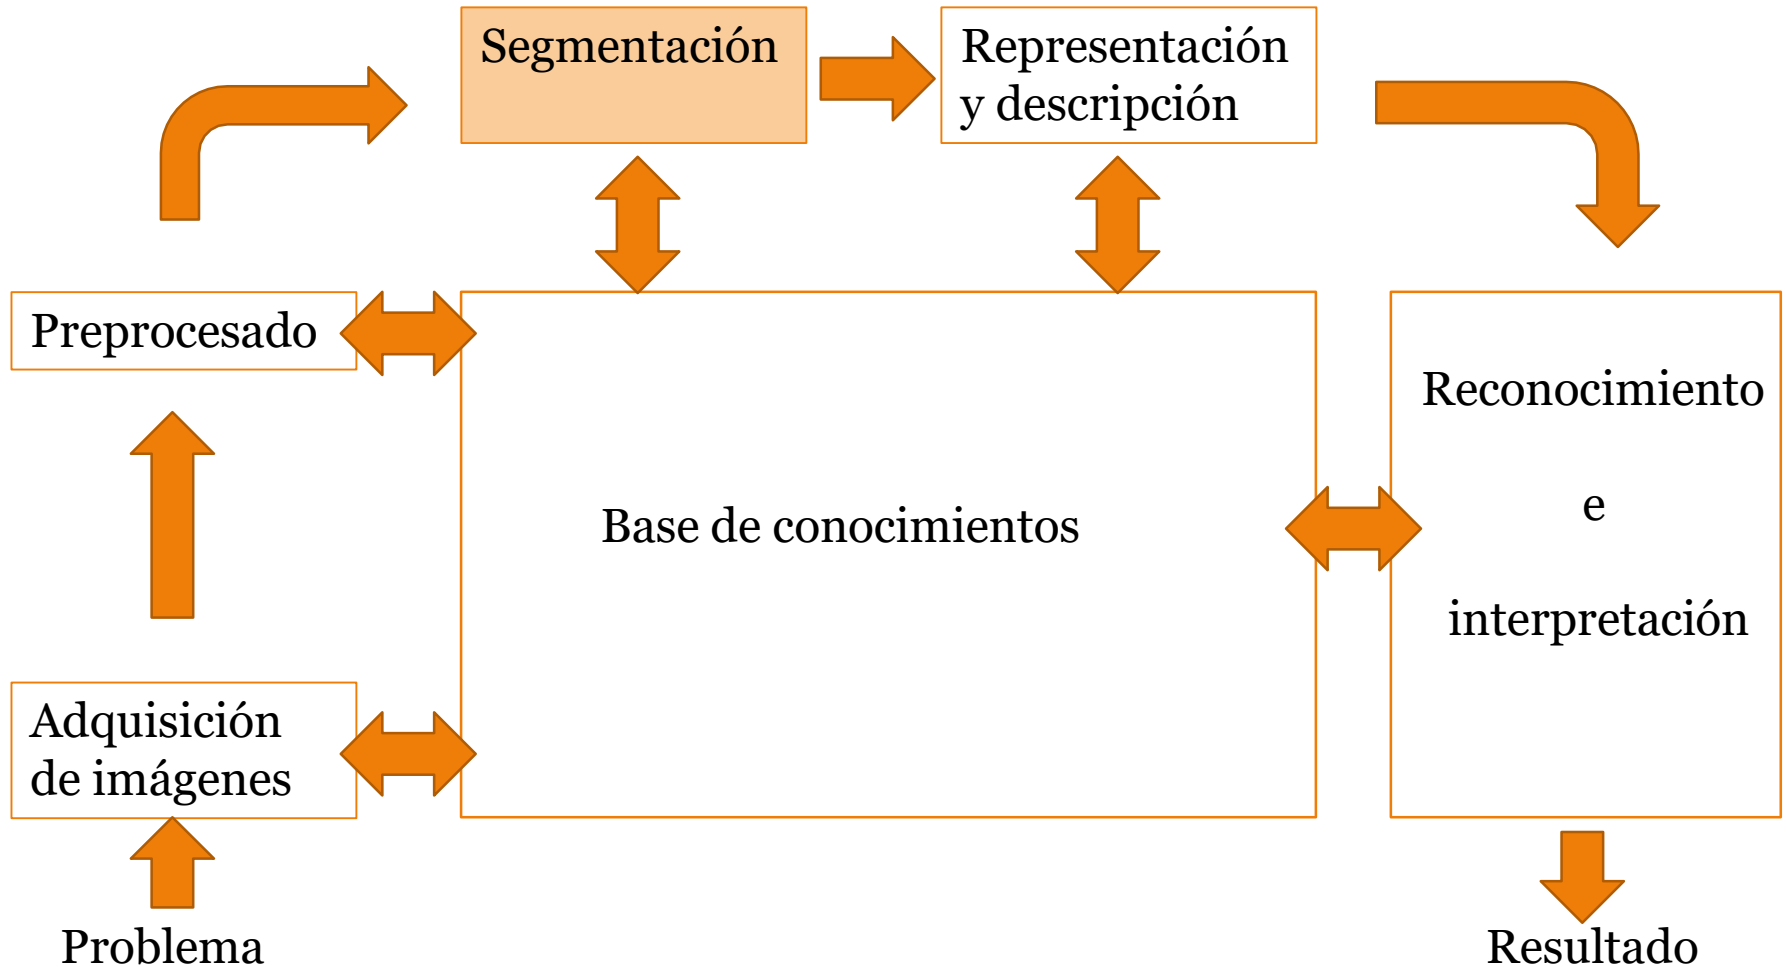 Segmentación
Representación
y descripción
Preprocesado
Base de conocimientos
Reconocimiento
e
interpretación
Adquisición
de imágenes
Problema
Resultado